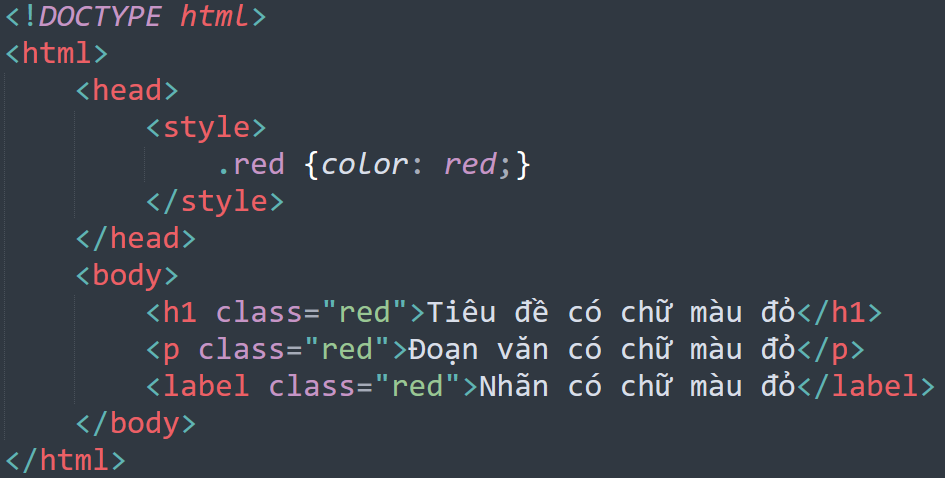 <!DOCTYPE html>
<html>
    <head>
        <style>
            .red {color: red;}
        </style>
    </head>
    <body>
        <h1 class="red">Tiêu đề có chữ màu đỏ</h1>
        <p class="red">Đoạn văn có chữ màu đỏ</p>
        <label class="red">Nhãn có chữ màu đỏ</label>
    </body>
</html>